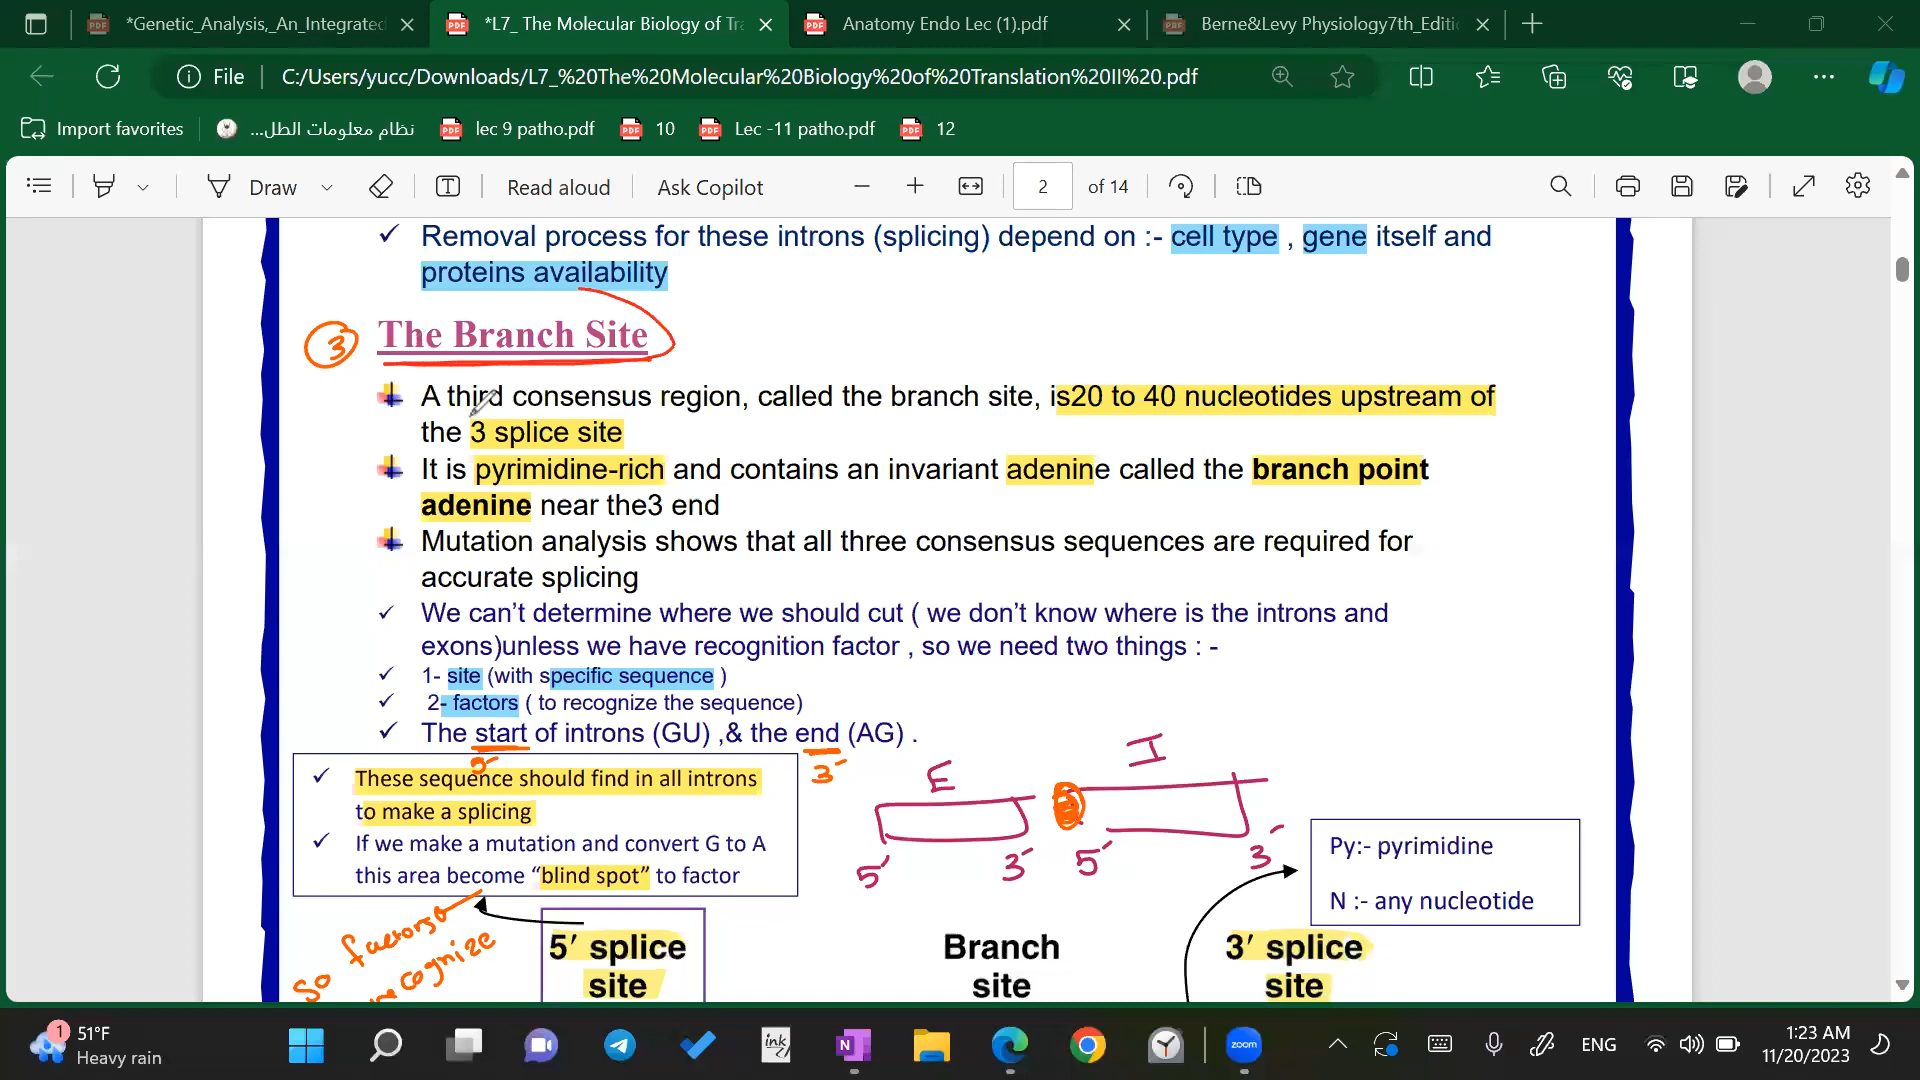 *Genetic_Analysis,_An_Integrated
*L7_ The Molecular Biology of Tra
Anatomy Endo Lec (1).pdf
Berne&Levy Physiology7th_Editi
File
C:/Users/yucc/Downloads/L7_%20The%20Molecular%20Biology%20of%20Translation%20II%20.pdf
Import favorites
نظام معلومات الطل...
lec 9 patho.pdf
10
Lec -11 patho.pdf
12
Draw
Read aloud
Ask Copilot
2
of 14
Removal process for these introns (splicing) depend on :- cell type , gene itself and
proteins availability
3
The Branch Site
A third consensus region, called the branch site, is20 to 40 nucleotides upstream of
the 3 splice site
It is pyrimidine-rich and contains an invariant adenine called the branch point
adenine near the3 end
Mutation analysis shows that all three consensus sequences are required for
accurate splicing
We can't determine where we should cut ( we don't know where is the introns and
exons)unless we have recognition factor , so we need two things : -
1- site (with specific sequence )
2- factors ( to recognize the sequence)
The start of introns (GU) ,& the end (AG) .
5-
3-
E
I
5'
3'
5'
3'
These sequence should find in all introns
to make a splicing
If we make a mutation and convert G to A
this area become "blind spot" to factor
So factors
recognize
Py:- pyrimidine
N :- any nucleotide
5′ splice
site
Branch
site
3′ splice
site
1
51°F
Heavy rain
ink
N
zoom
ENG
1:23 AM
11/20/2023